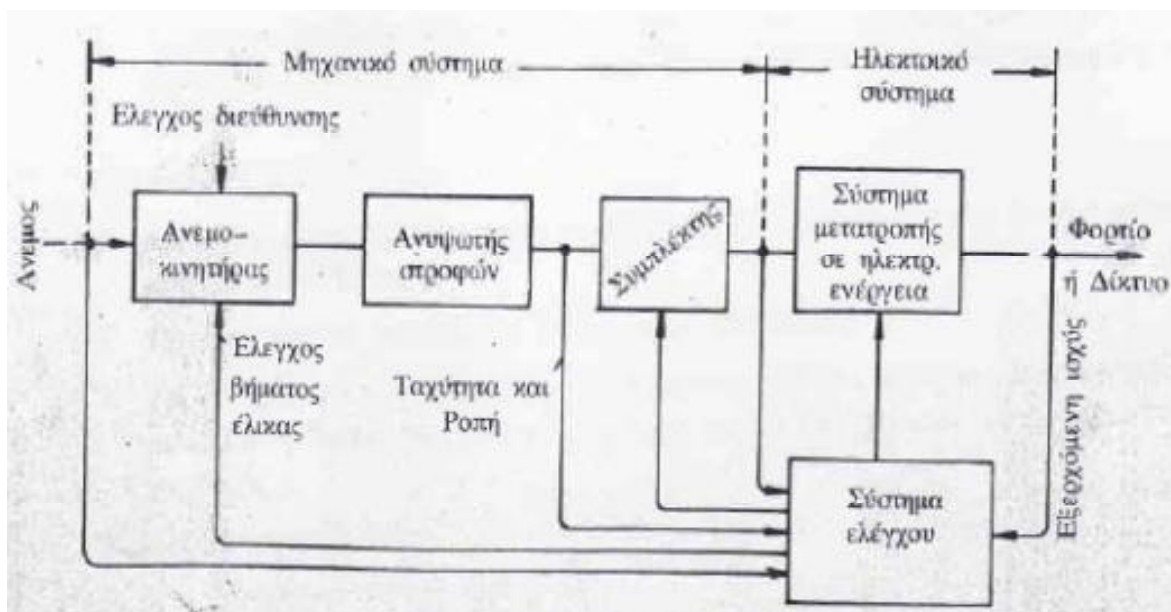 Μηχανικό σύστημα
Ηλεκτοικό
σύστημα
Ελεγχος διεύθυνσης
Ανεμος
Ανεμο-
κινητήρας
Ανυψωτής
στροφών
Συμπλέκτης
Σύστημα
μετατροπής
σε ηλεκτρ.
ενέργεια
Φορτίο
ή Δίκτυο
Ελεγχος
βήματος
έλικας
Ταχύτητα και
Ροπή
Εξερχόμενη ισχύς
Σύστημα
ελέγχου